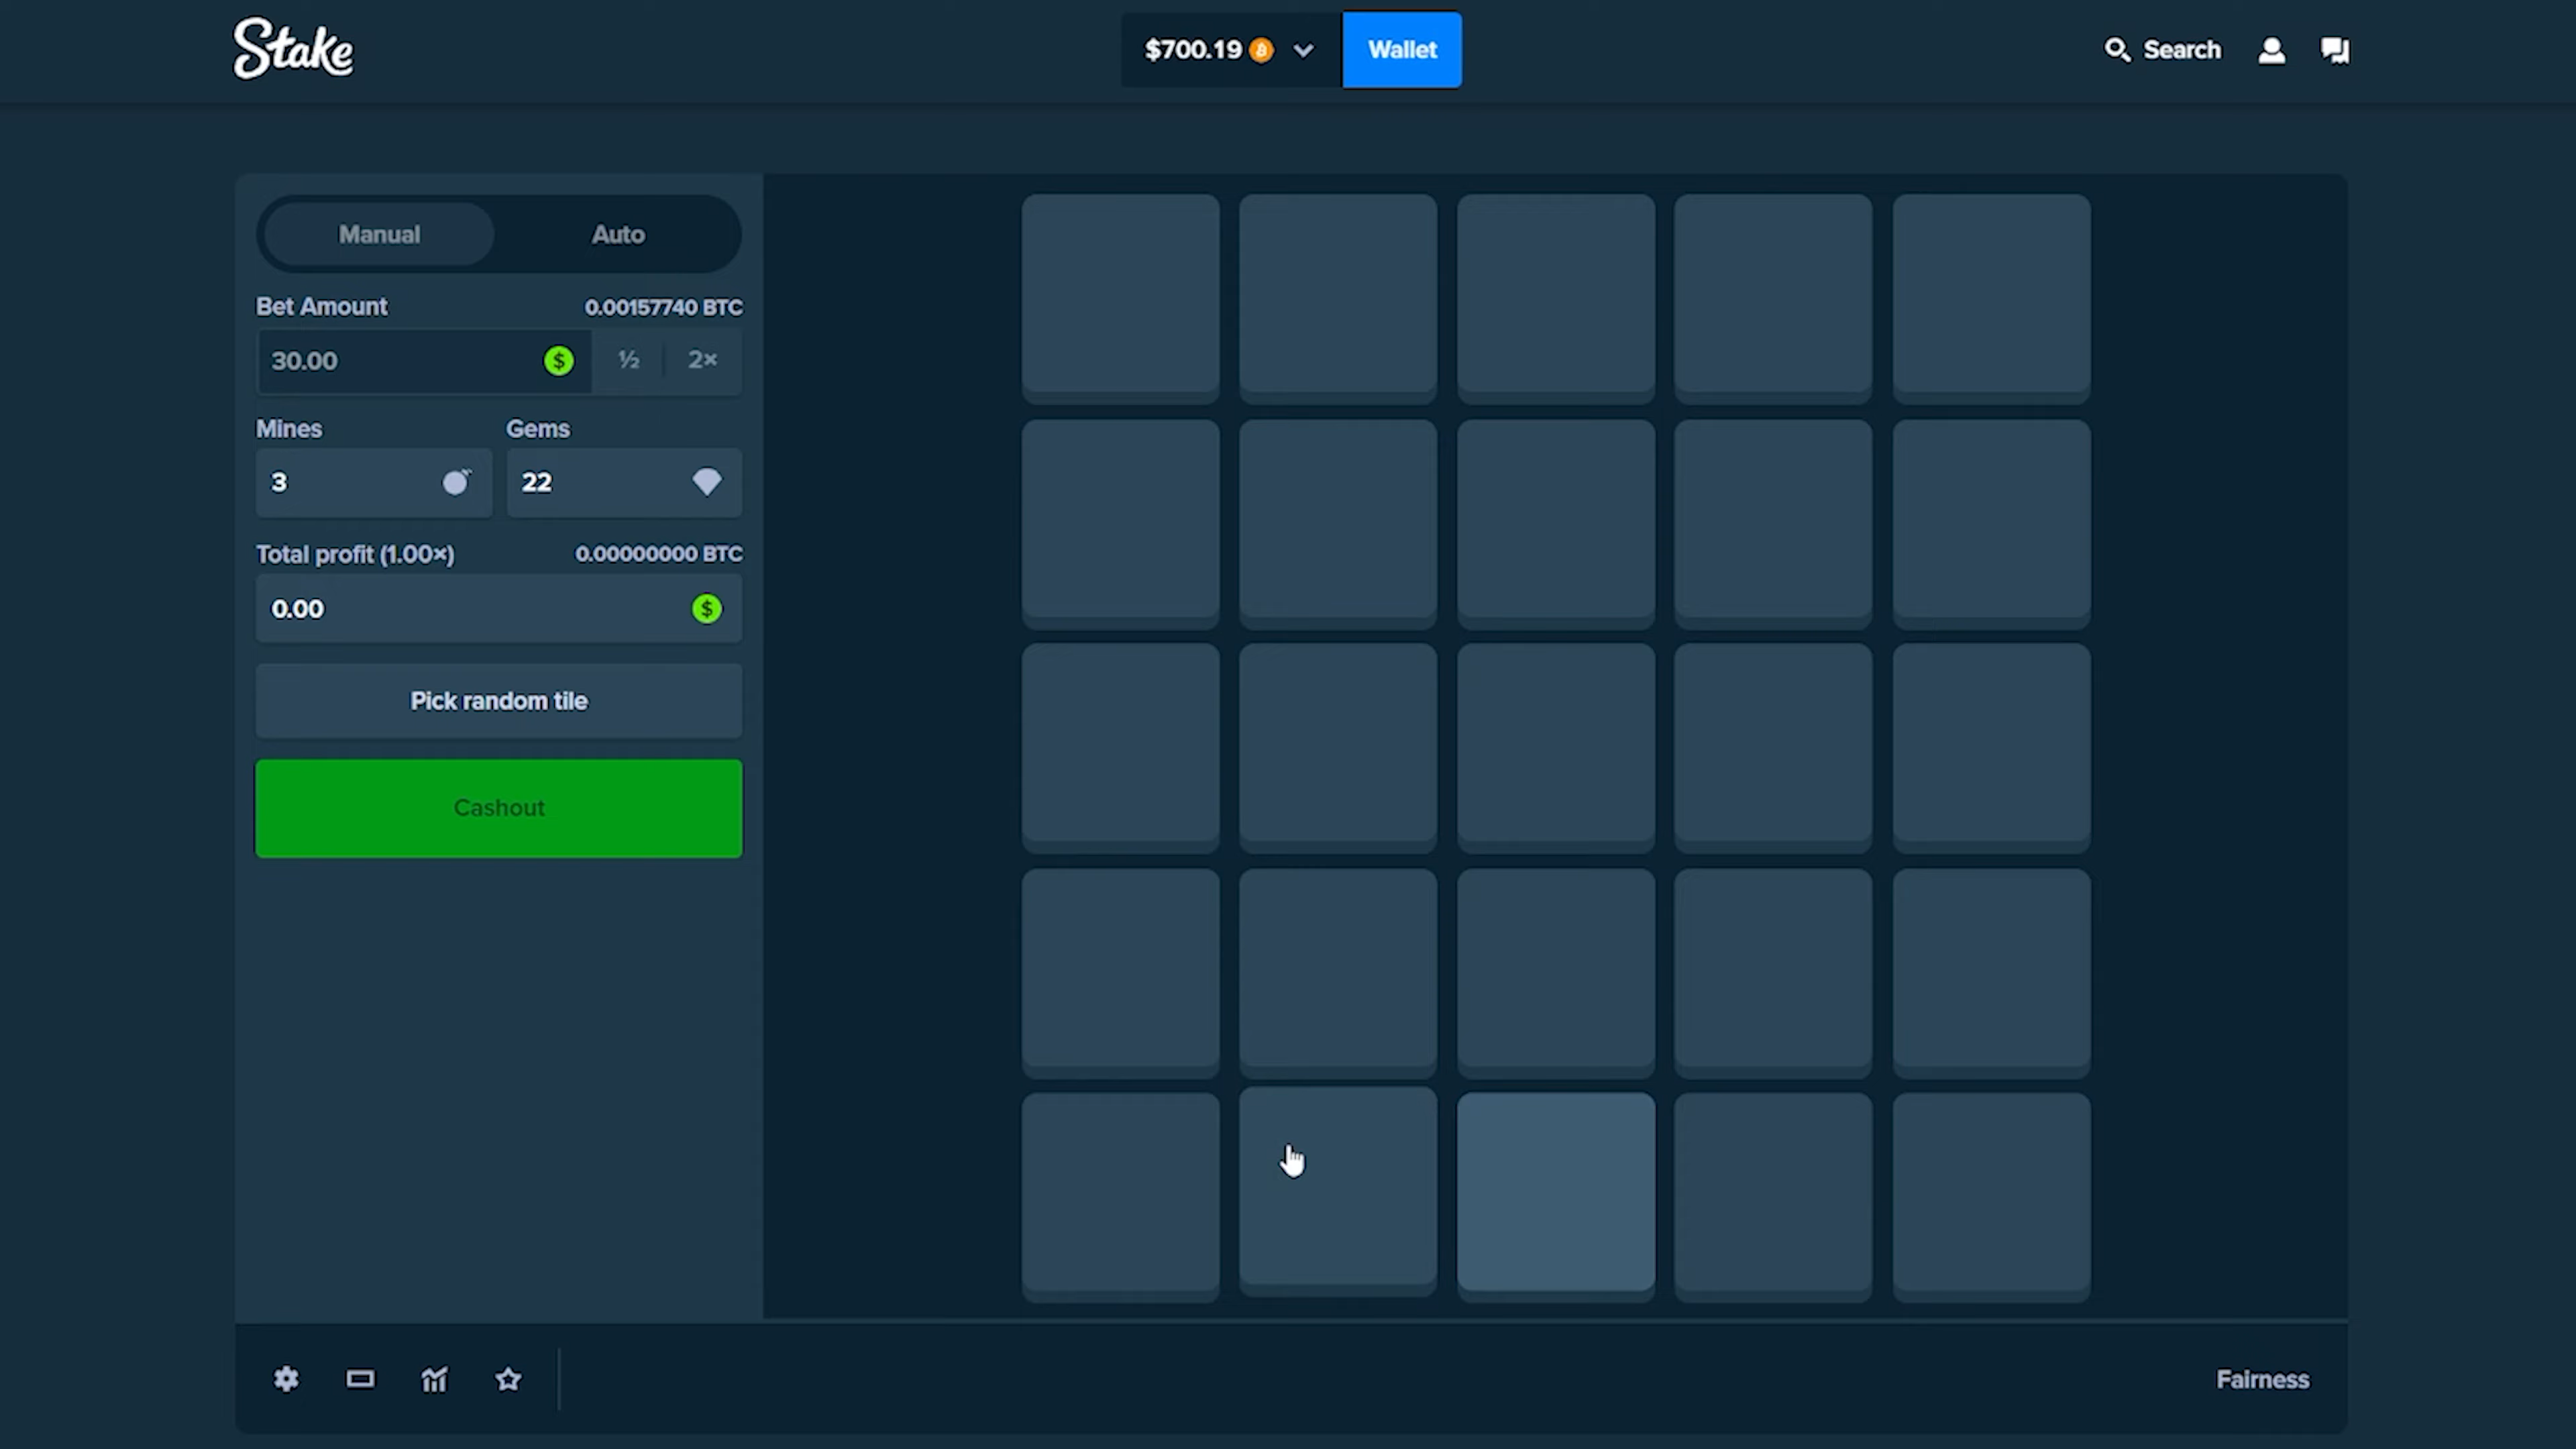 Stake
$700.19
Wallet
Search
Manual
Auto
Bet Amount
0.00157740 BTC
30.00
$
½
2×
Mines
Gems
3
22
Total profit (1.00×)
0.00000000 BTC
0.00
$
Pick random tile
Cashout
Fairness